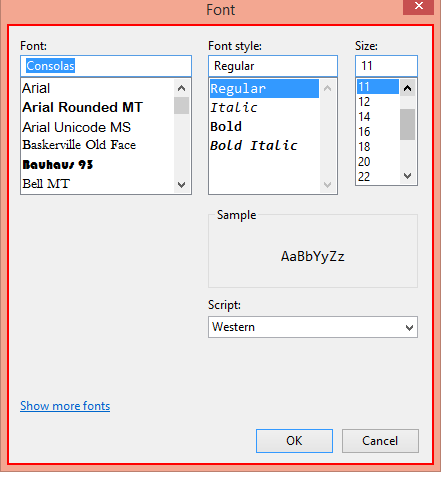 Font
Font:
Consolas
Arial
Arial Rounded MT
Arial Unicode MS
Baskerville Old Face
Bauhaus 93
Bell MT
Font style:
Regular
Regular
Italic
Bold
Bold Italic
Size:
11
11
12
14
16
18
20
22
Sample
AaBbYyZz
Script:
Western
Show more fonts
OK
Cancel